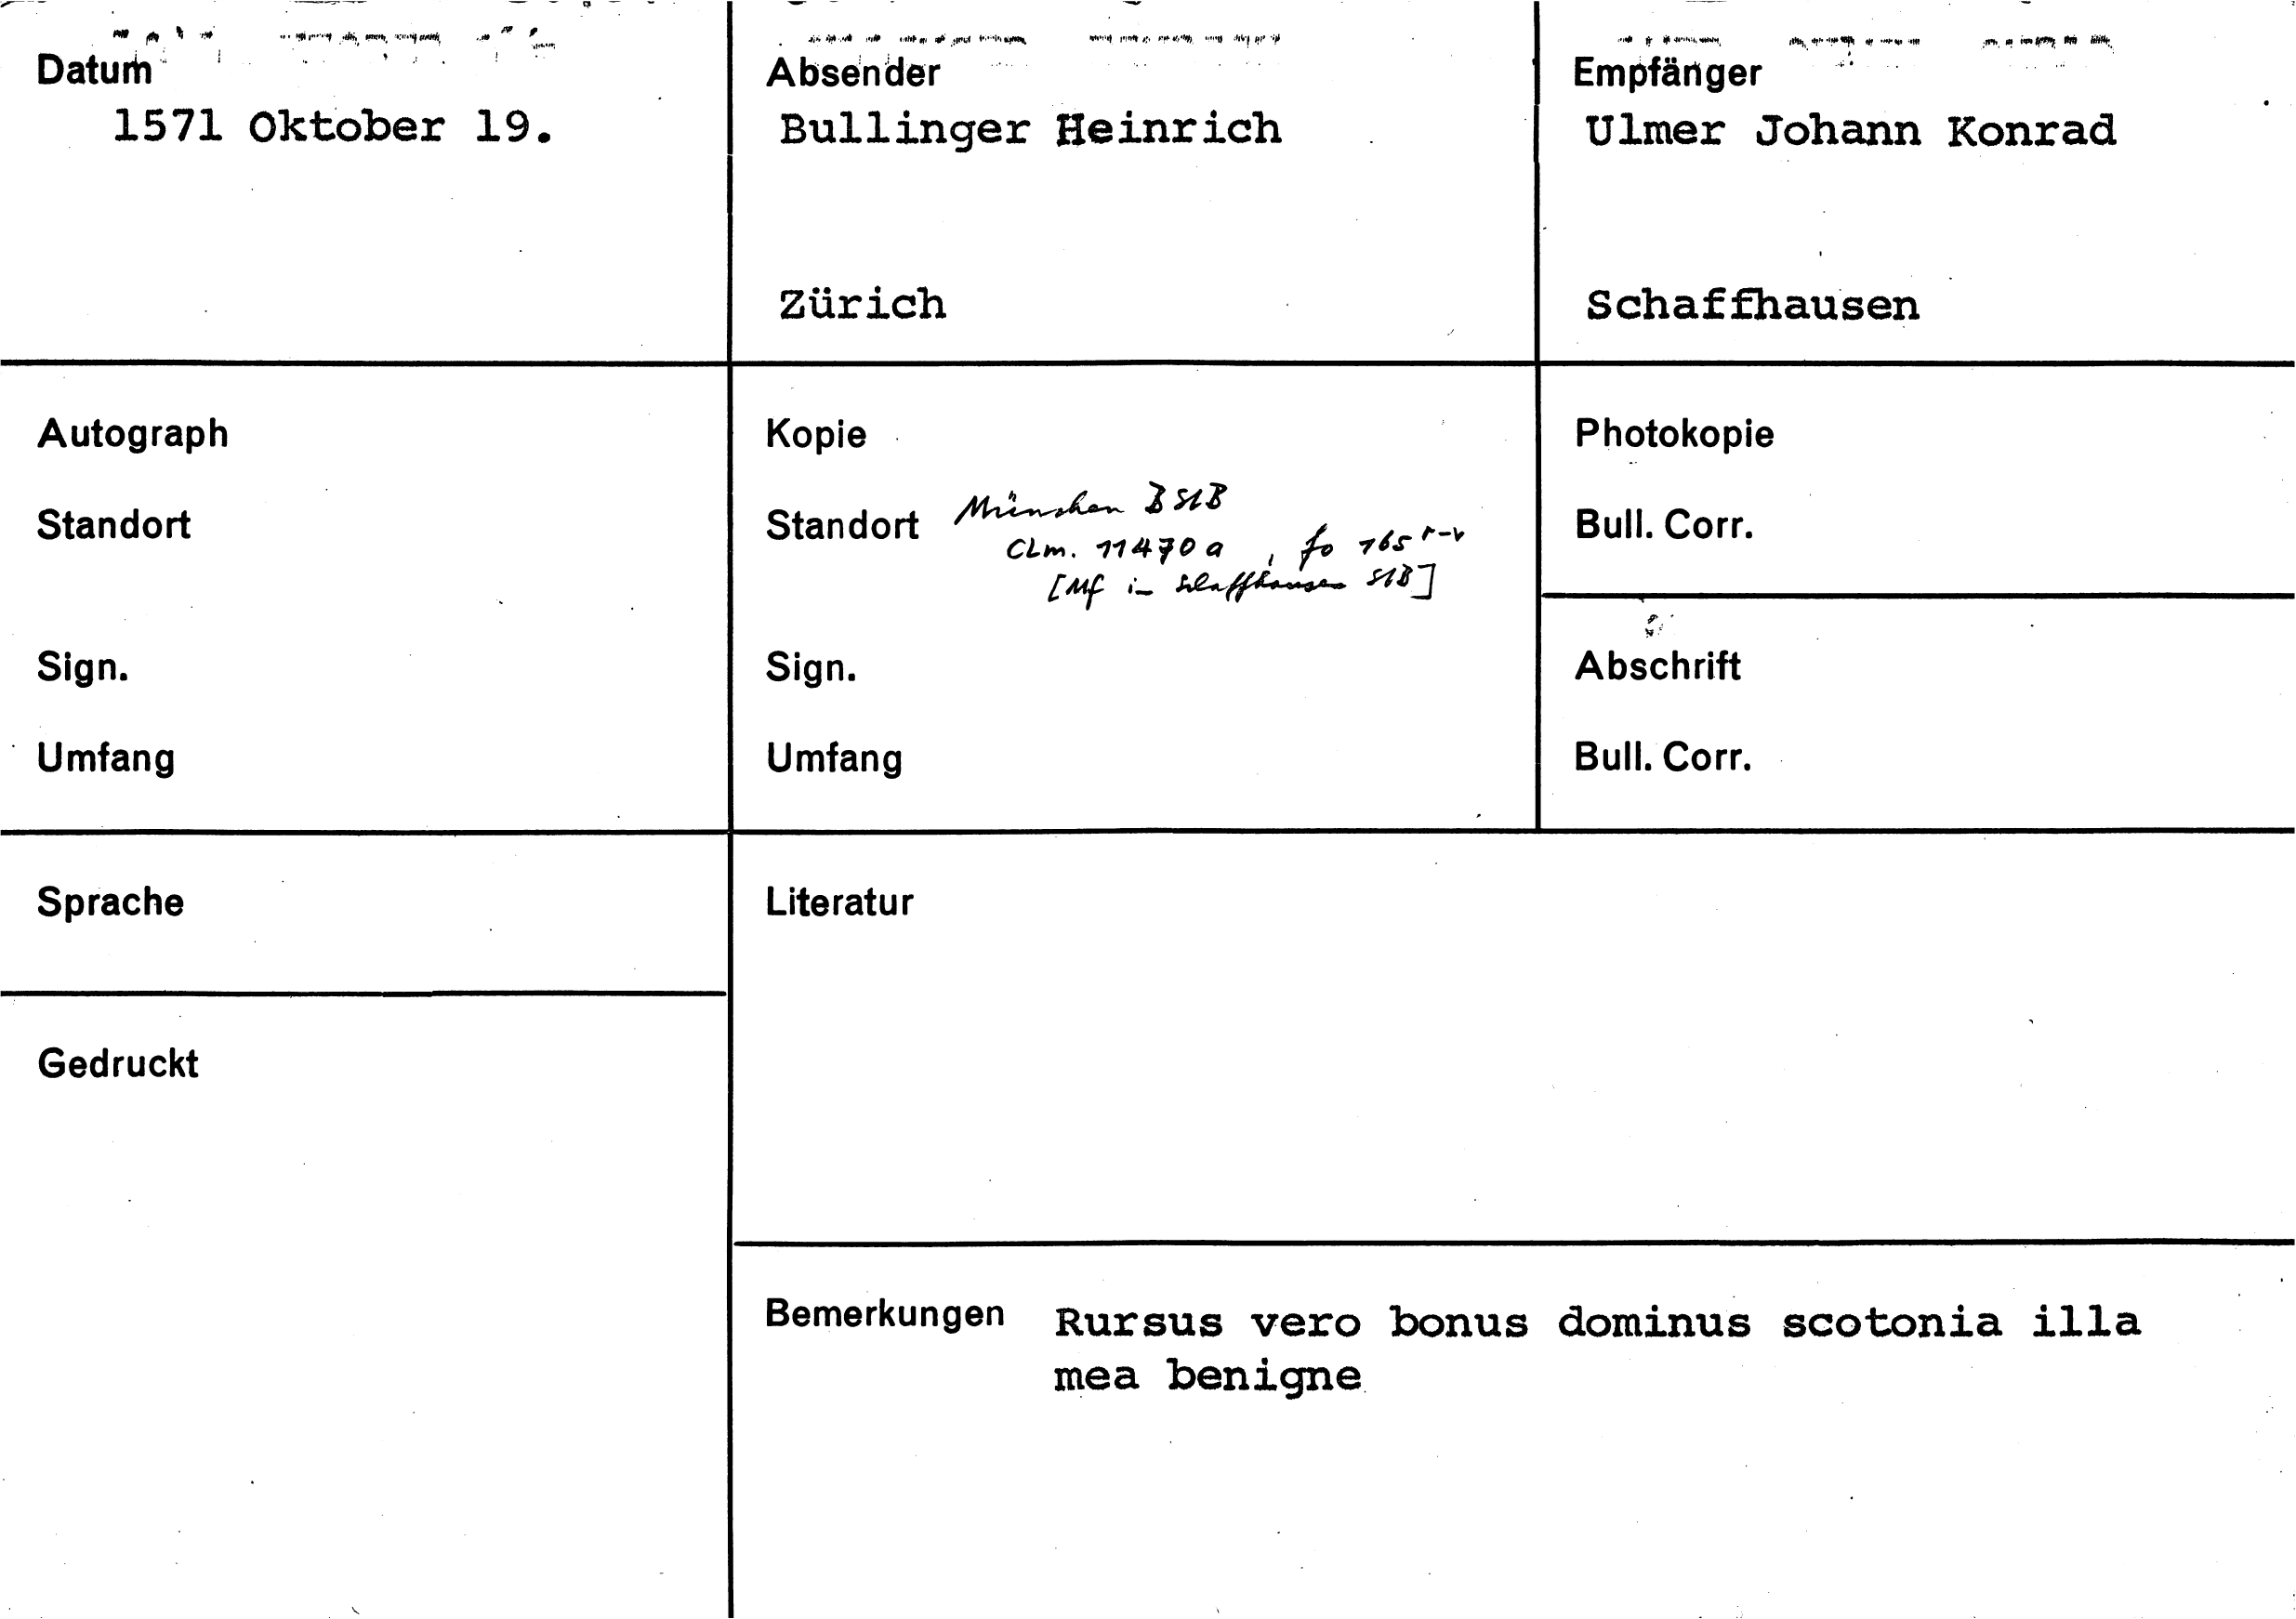 Datum
1571 Oktober 19.
Absender
Bullinger Heinrich
Zürich
Empfänger
Ulmer Johann Konrad
Schaffhausen
Autograph
Standort
Sign.
Umfang
Kopie
Standort München BStB
CLm. 11470a, fo 165 r-v
[Mf in Schaffhausen StB]
Sign.
Umfang
Photokopie
Bull. Corr.
Abschrift
Bull. Corr.
Sprache
Gedruckt
Literatur
Bemerkungen Rursus vero bonus dominus scotonia illa
mea benigne